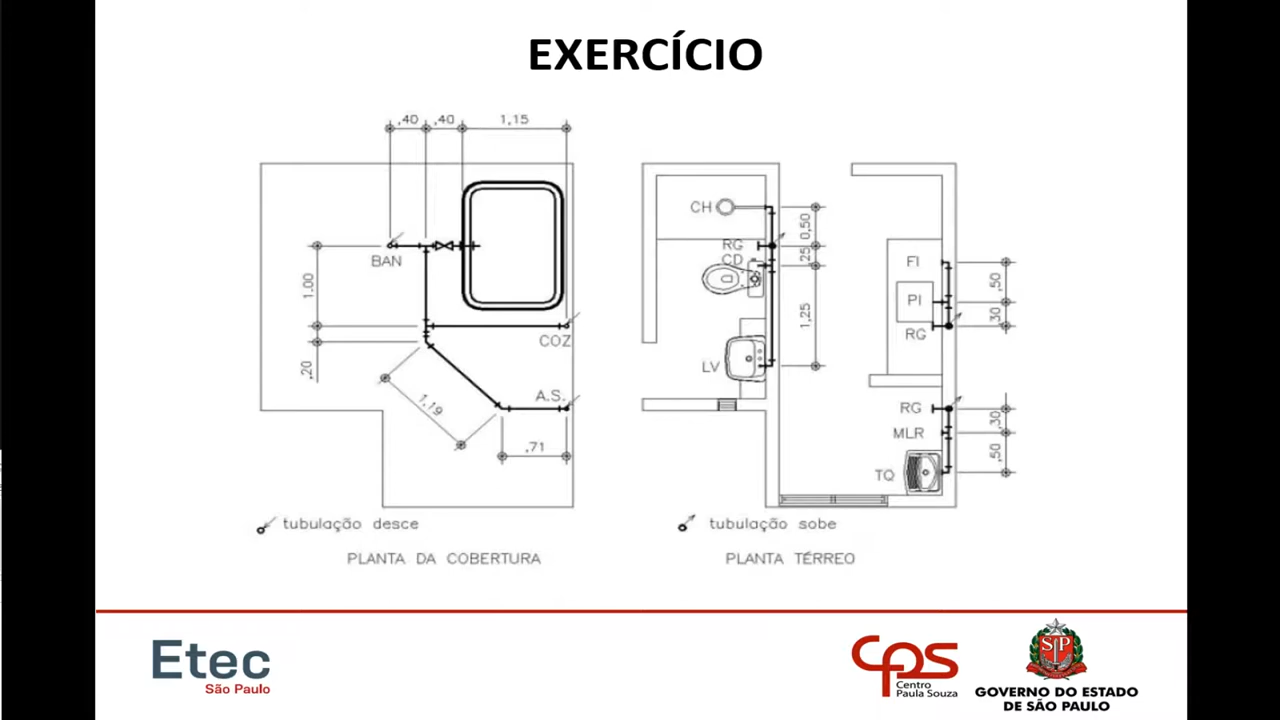 EXERCÍCIO
,40 ,40 1,15
BAN
1.00
COZ
,20
1,19
A.S.
,71
tubulação desce
PLANTA DA COBERTURA
CH
0,50
RG
,25
CD
1,25
LV
FI
,50
PI
,30
RG
RG
,30
MLR
,50
TQ
tubulação sobe
PLANTA TÉRREO
Etec
São Paulo
cps
Centro
Paula Souza
SP
GOVERNO DO ESTADO
DE SÃO PAULO